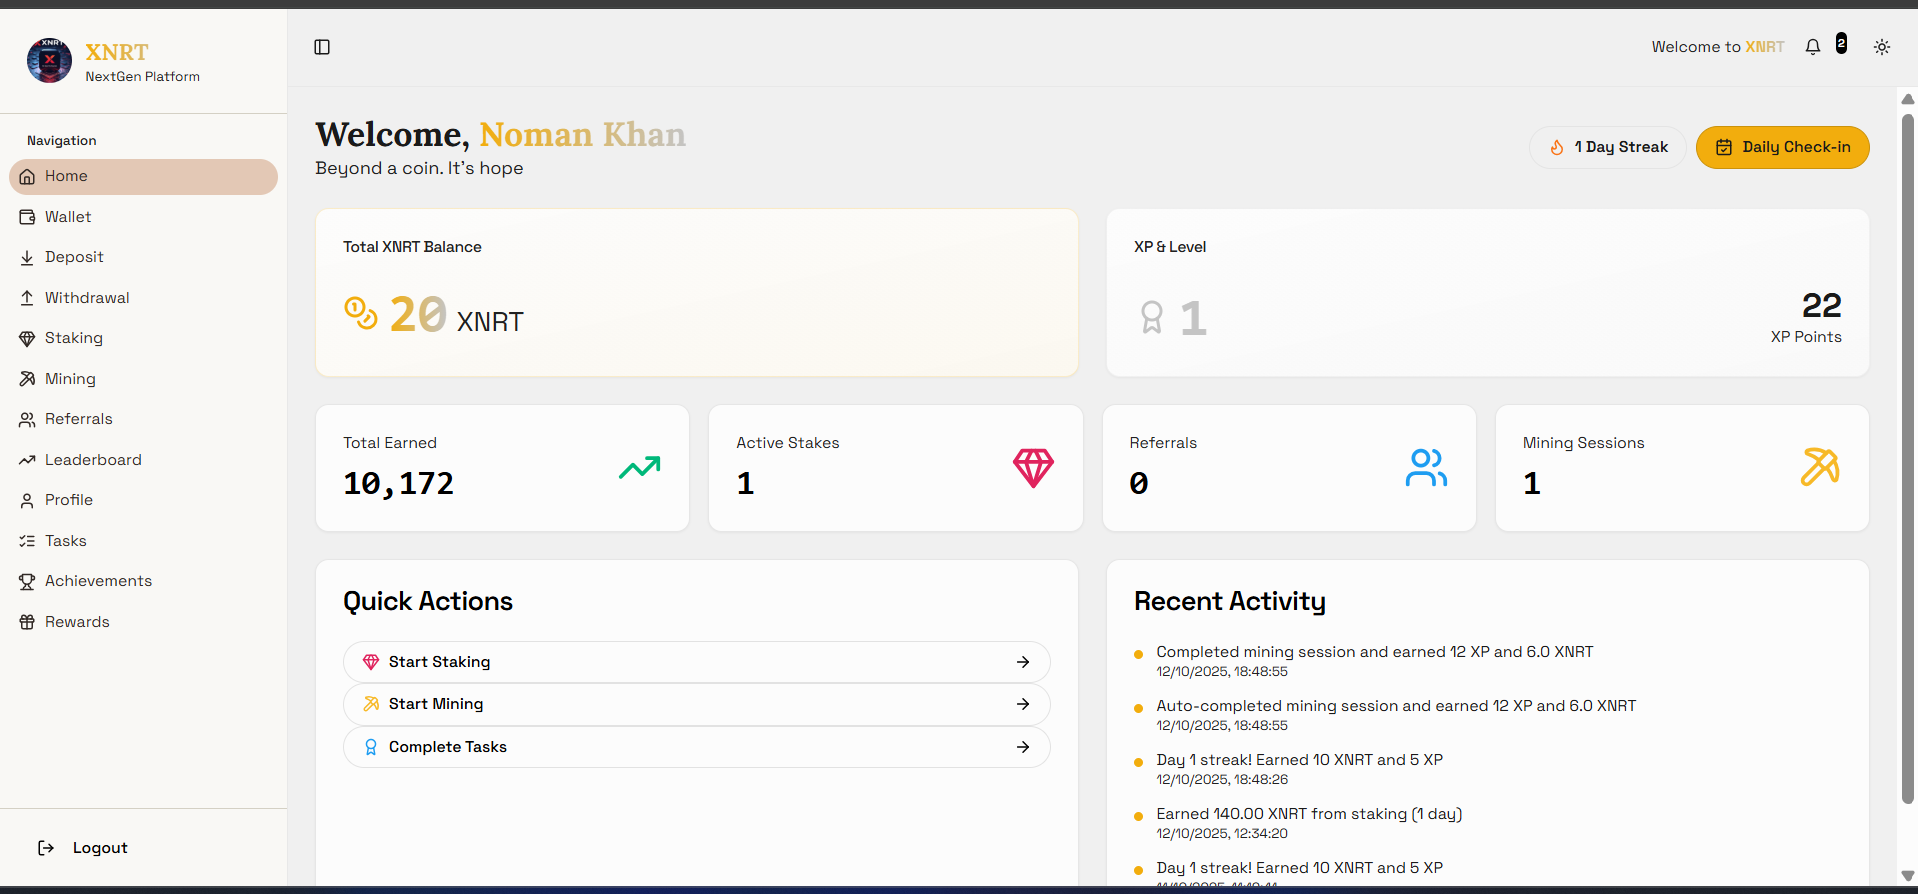 XNRT
NextGen Platform
Navigation
Home
Wallet
Deposit
Withdrawal
Staking
Mining
Referrals
Leaderboard
Profile
Tasks
Achievements
Rewards
Logout
Welcome to XNRT
2
Welcome, Noman Khan
Beyond a coin. It's hope
1 Day Streak
Daily Check-in
Total XNRT Balance
20 XNRT
XP & Level
1
22
XP Points
Total Earned
10,172
Active Stakes
1
Referrals
0
Mining Sessions
1
Quick Actions
Start Staking
Start Mining
Complete Tasks
Recent Activity
Completed mining session and earned 12 XP and 6.0 XNRT
12/10/2025, 18:48:55
Auto-completed mining session and earned 12 XP and 6.0 XNRT
12/10/2025, 18:48:55
Day 1 streak! Earned 10 XNRT and 5 XP
12/10/2025, 18:48:26
Earned 140.00 XNRT from staking (1 day)
12/10/2025, 12:34:20
Day 1 streak! Earned 10 XNRT and 5 XP